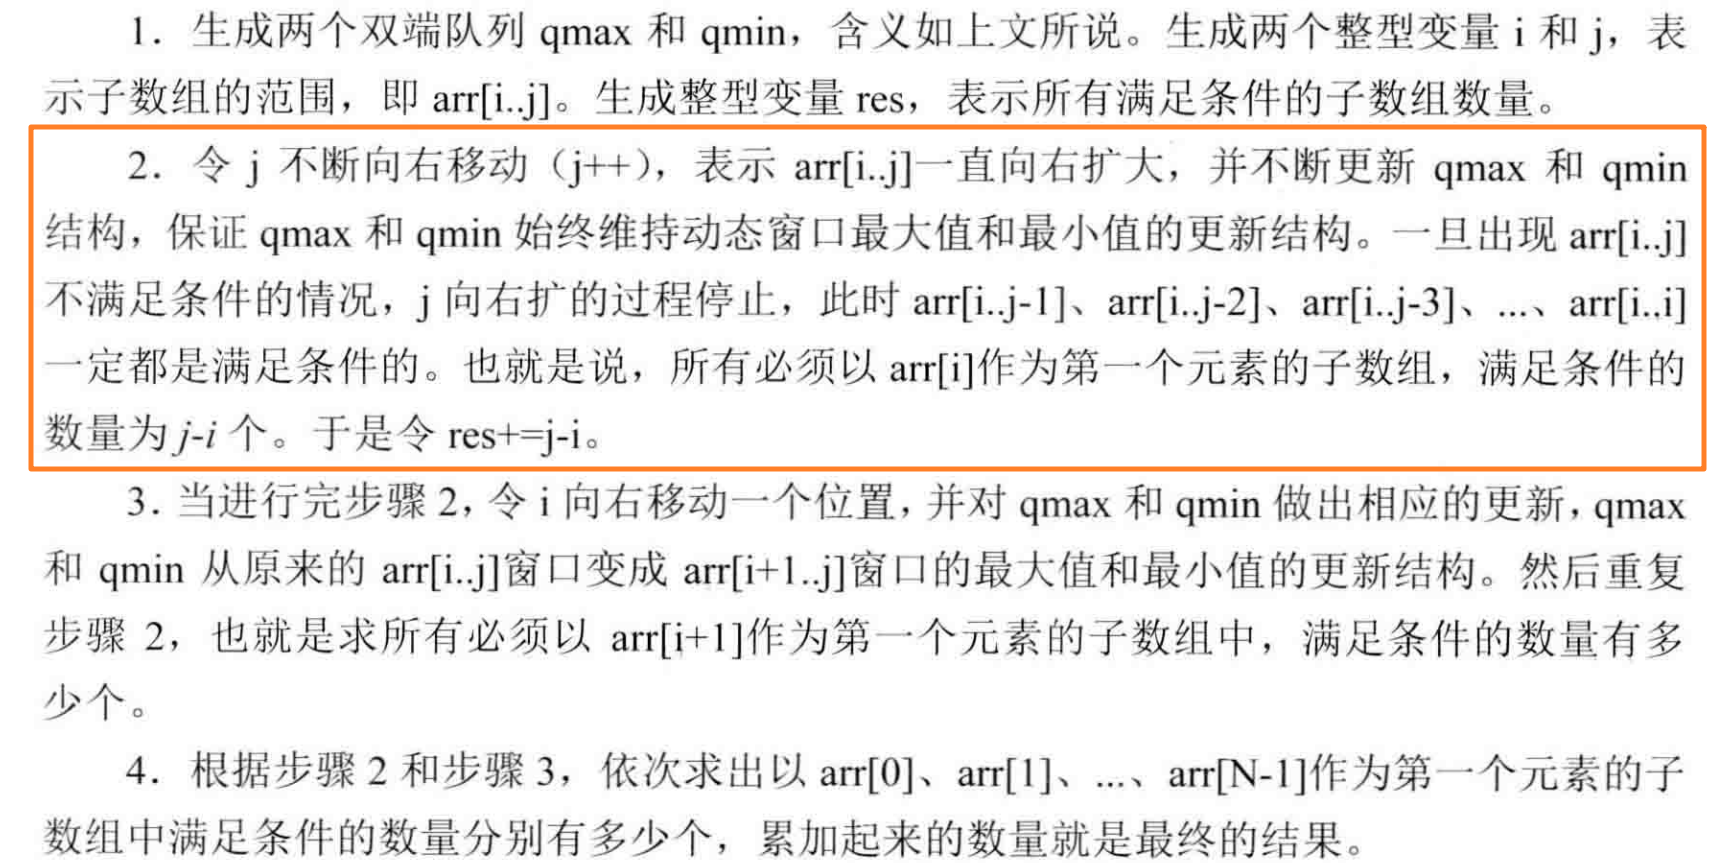 1．生成两个双端队列 qmax 和 qmin，含义如上文所说。生成两个整型变量 i 和 j，表
示子数组的范围，即 arr[i..j]。生成整型变量 res，表示所有满足条件的子数组数量。
2．令 j 不断向右移动（j++），表示 arr[i..j]一直向右扩大，并不断更新 qmax 和 qmin
结构，保证 qmax 和 qmin 始终维持动态窗口最大值和最小值的更新结构。一旦出现 arr[i..j]
不满足条件的情况，j 向右扩的过程停止，此时 arr[i..j-1]、arr[i..j-2]、arr[i..j-3]、...、arr[i..i]
一定都是满足条件的。也就是说，所有必须以 arr[i]作为第一个元素的子数组，满足条件的
数量为 j-i 个。于是令 res+=j-i。
3．当进行完步骤 2，令 i 向右移动一个位置，并对 qmax 和 qmin 做出相应的更新，qmax
和 qmin 从原来的 arr[i..j]窗口变成 arr[i+1..j]窗口的最大值和最小值的更新结构。然后重复
步骤 2，也就是求所有必须以 arr[i+1]作为第一个元素的子数组中，满足条件的数量有多
少个。
4．根据步骤 2 和步骤 3，依次求出以 arr[0]、arr[1]、...、arr[N-1]作为第一个元素的子
数组中满足条件的数量分别有多少个，累加起来的数量就是最终的结果。